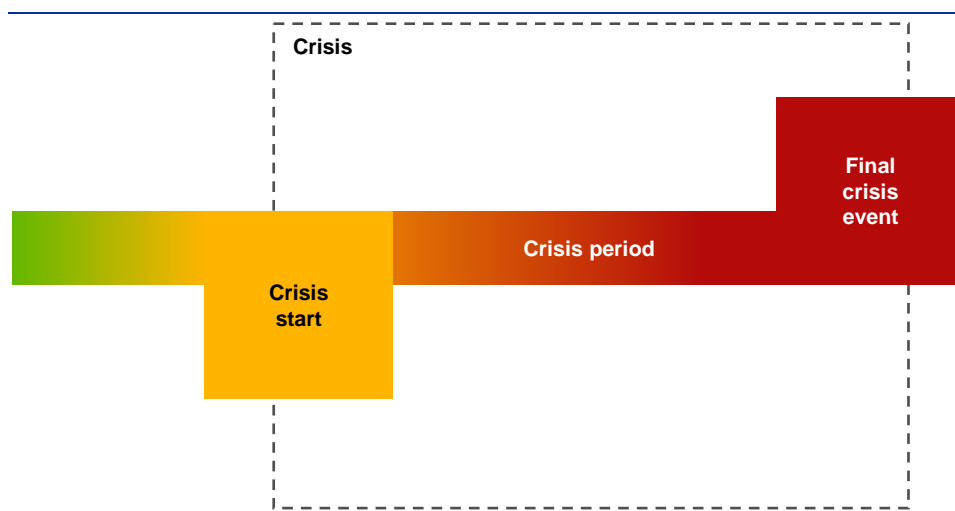 Crisis
Final
crisis
event
Crisis period
Crisis
start